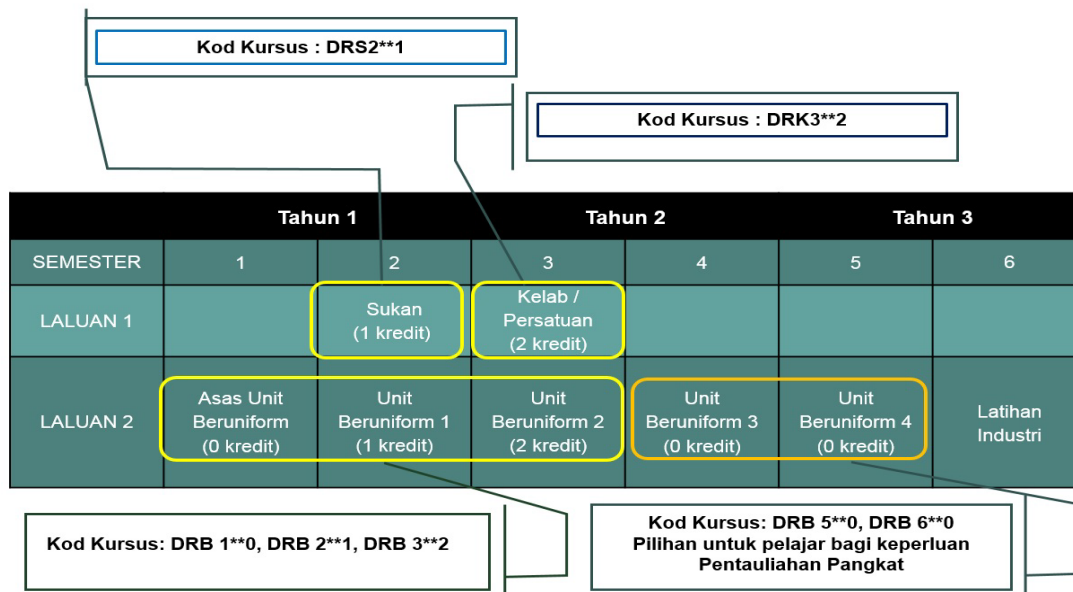 Kod Kursus : DRS2**1
Kod Kursus : DRK3**2
Tahun 1
Tahun 2
Tahun 3
SEMESTER
1
2
3
4
5
6
LALUAN 1
Sukan
(1 kredit)
Kelab /
Persatuan
(2 kredit)
LALUAN 2
Asas Unit
Beruniform
(0 kredit)
Unit
Beruniform 1
(1 kredit)
Unit
Beruniform 2
(2 kredit)
Unit
Beruniform 3
(0 kredit)
Unit
Beruniform 4
(0 kredit)
Latihan
Industri
Kod Kursus: DRB 1**0, DRB 2**1, DRB 3**2
Kod Kursus: DRB 5**0, DRB 6**0
Pilihan untuk pelajar bagi keperluan
Pentauliahan Pangkat